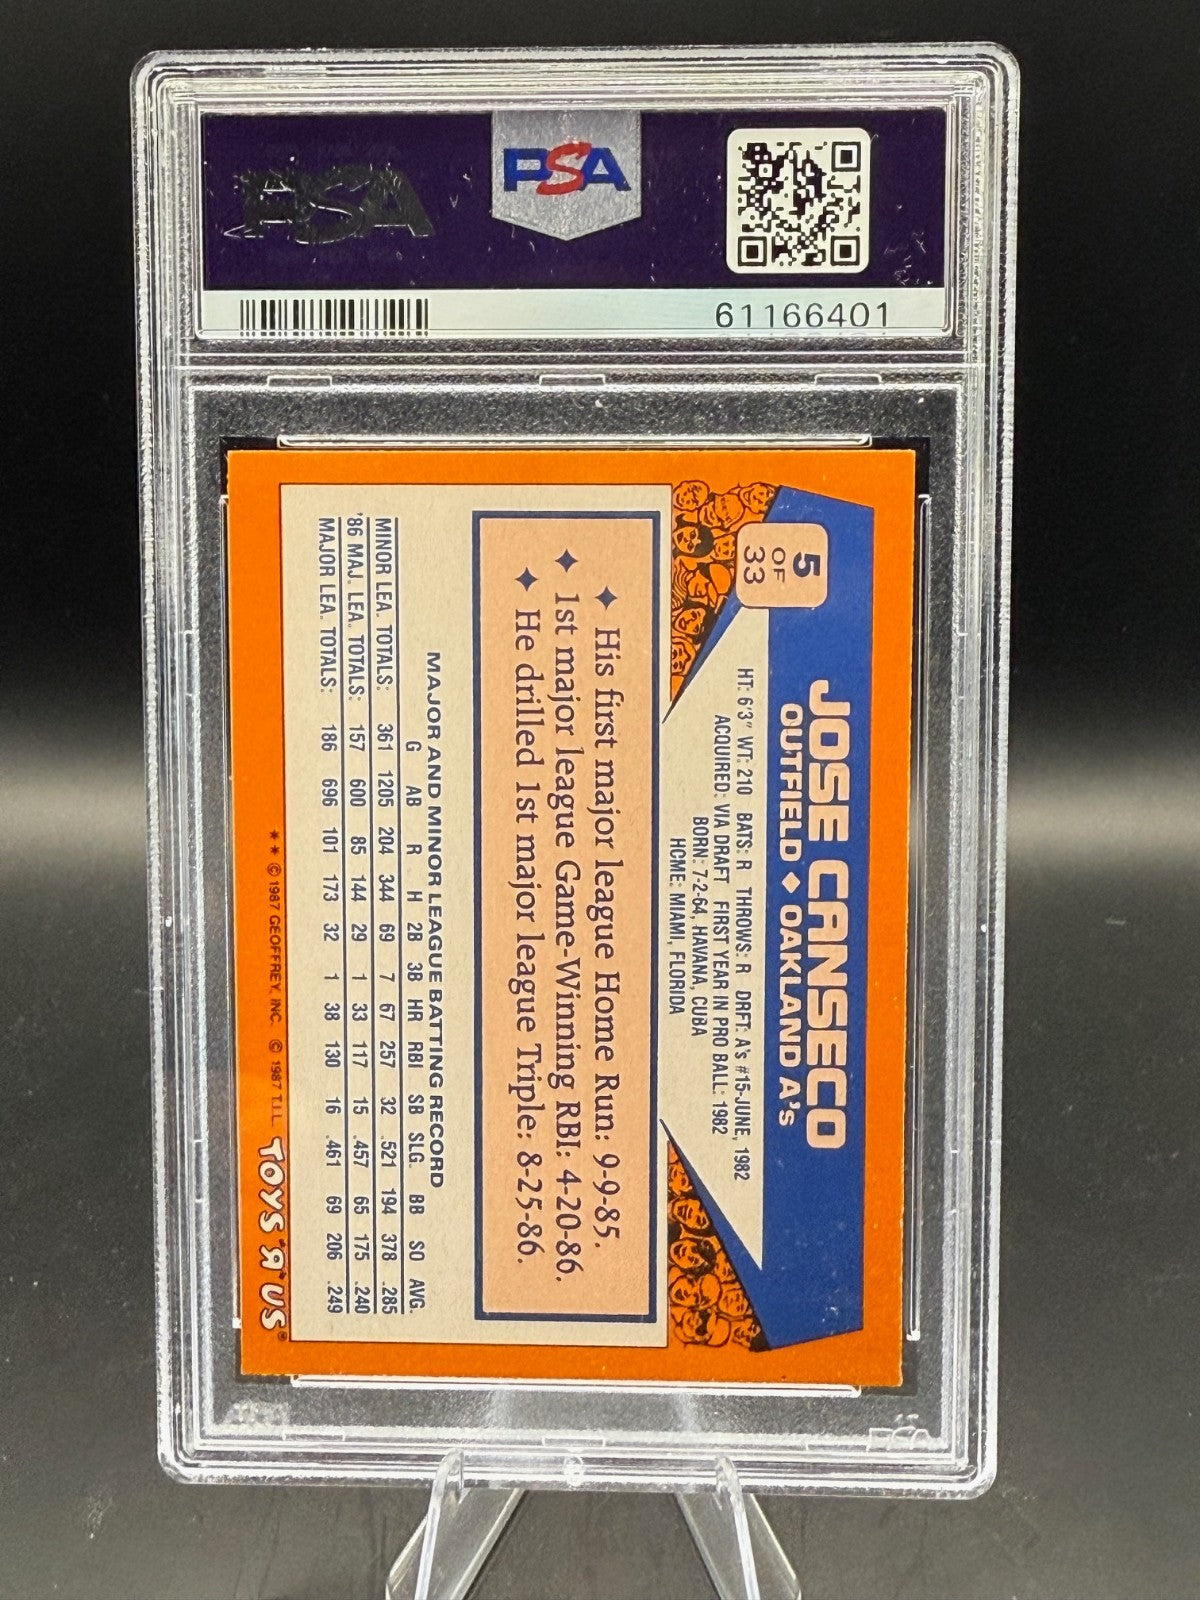 PSA
PSA
61166401
5
OF
33
JOSE CANSECO
OUTFIELD ♦ OAKLAND A's
HT: 6'3" WT: 210 BATS: R THROWS: R DRFT: A's #15-JUNE, 1982
ACQUIRED: VIA DRAFT FIRST YEAR IN PRO BALL: 1982
BORN: 7-2-64, HAVANA, CUBA
HOME: MIAMI, FLORIDA
✦ His first major league Home Run: 9-9-85.
✦ 1st major league Game-Winning RBI: 4-20-86.
✦ He drilled 1st major league Triple: 8-25-86.
MAJOR AND MINOR LEAGUE BATTING RECORD
G AB R H 2B 3B HR RBI SB SLG. BB SO AVG.
MINOR LEA. TOTALS: 361 1205 204 344 69 7 67 257 32 .521 194 378 .285
'86 MAJ. LEA. TOTALS: 157 600 85 144 29 1 33 117 15 .457 65 175 .240
MAJOR LEA. TOTALS: 186 696 101 173 32 1 38 130 16 .461 69 206 .249
** © 1987 GEOFFREY, INC. © 1987 T.I.L. TOYS "R" US®